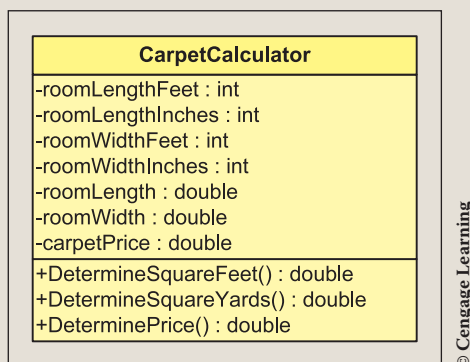 CarpetCalculator
-roomLengthFeet : int
-roomLengthInches : int
-roomWidthFeet : int
-roomWidthInches : int
-roomLength : double
-roomWidth : double
-carpetPrice : double
+DetermineSquareFeet() : double
+DetermineSquareYards() : double
+DeterminePrice() : double
© Cengage Learning